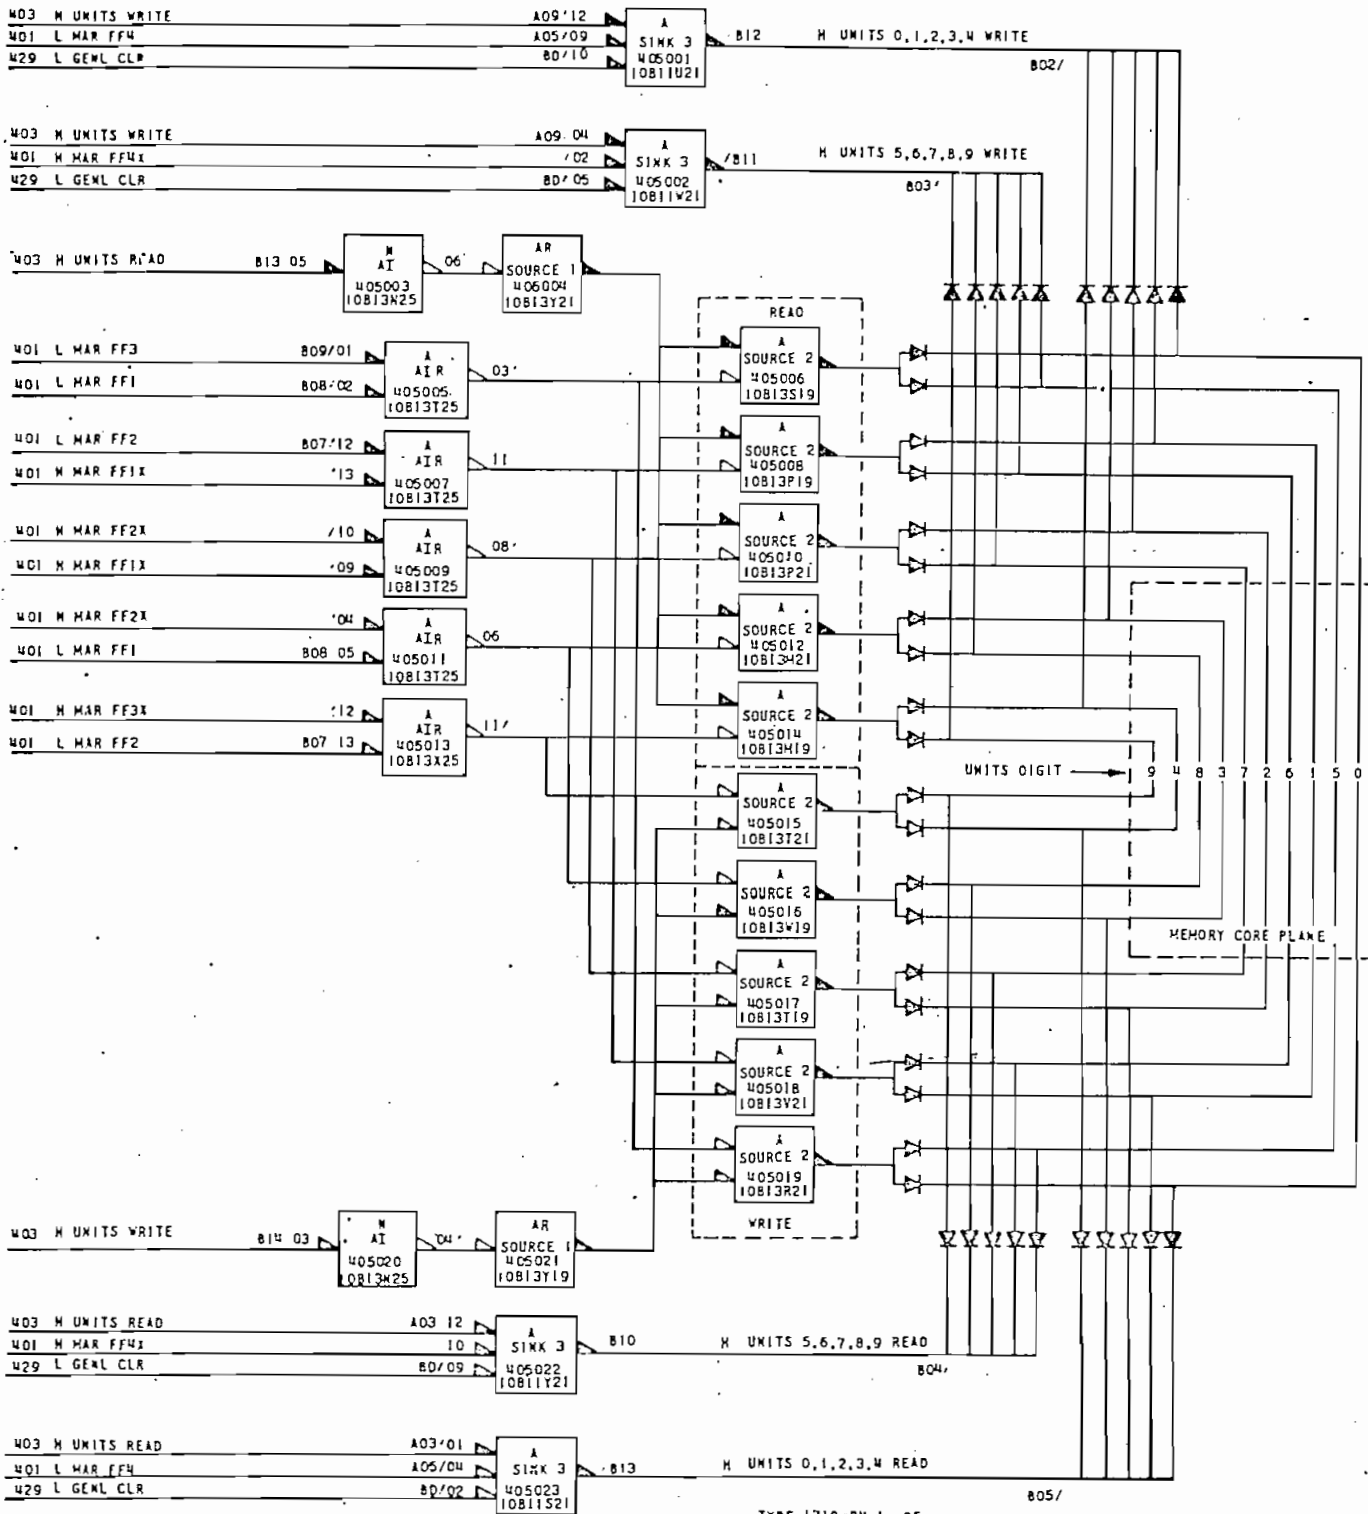 403 H UNITS WRITE A09'12
401 L MAR FF4 A05/09
429 L GENL CLR BD/10
A
SINK 3
405001
10B11U21
B12 H UNITS 0,1,2,3,4 WRITE
B02/
403 H UNITS WRITE A09.04
401 H MAR FF4X /02
429 L GENL CLR BD/05
A
SINK 3
405002
10B11W21
/B11 H UNITS 5,6,7,8,9 WRITE
B03'
403 H UNITS READ B13 05
N
AI
405003
10B13W25
06'
AR
SOURCE 1
405004
10B13Y21
READ
401 L MAR FF3 B09/01
401 L MAR FF1 B08/02
A
AIR
405005
10B13T25
03'
A
SOURCE 2
405006
10B13S19
401 L MAR FF2 B07/12
401 H MAR FF1X '13
A
AIR
405007
10B13T25
11
A
SOURCE 2
405008
10B13P19
401 H MAR FF2X /10
401 H MAR FF1X '09
A
AIR
405009
10B13T25
08'
A
SOURCE 2
405010
10B13P21
401 H MAR FF2X '04
401 L MAR FF1 B08 05
A
AIR
405011
10B13T25
06
A
SOURCE 2
405012
10B13M21
401 H MAR FF3X '12
401 L MAR FF2 B07 13
A
AIR
405013
10B13X25
11/
A
SOURCE 2
405014
10B13M19
UNITS DIGIT 9 4 8 3 7 2 6 1 5 0
A
SOURCE 2
405015
10B13T21
A
SOURCE 2
405016
10B13W19
MEMORY CORE PLANE
A
SOURCE 2
405017
10B13T19
A
SOURCE 2
405018
10B13V21
A
SOURCE 2
405019
10B13R21
WRITE
403 H UNITS WRITE B14 03
N
AI
405020
10B13W25
04'
AR
SOURCE 1
405021
10B13Y19
403 H UNITS READ A03 12
401 H MAR FF4X 10
429 L GENL CLR BD/09
A
SINK 3
405022
10B11Y21
B10 H UNITS 5,6,7,8,9 READ
B04/
403 H UNITS READ A03'01
401 L MAR FF4 A05/04
429 L GENL CLR BD/02
A
SINK 3
405023
10B11S21
B13 H UNITS 0,1,2,3,4 READ
B05/